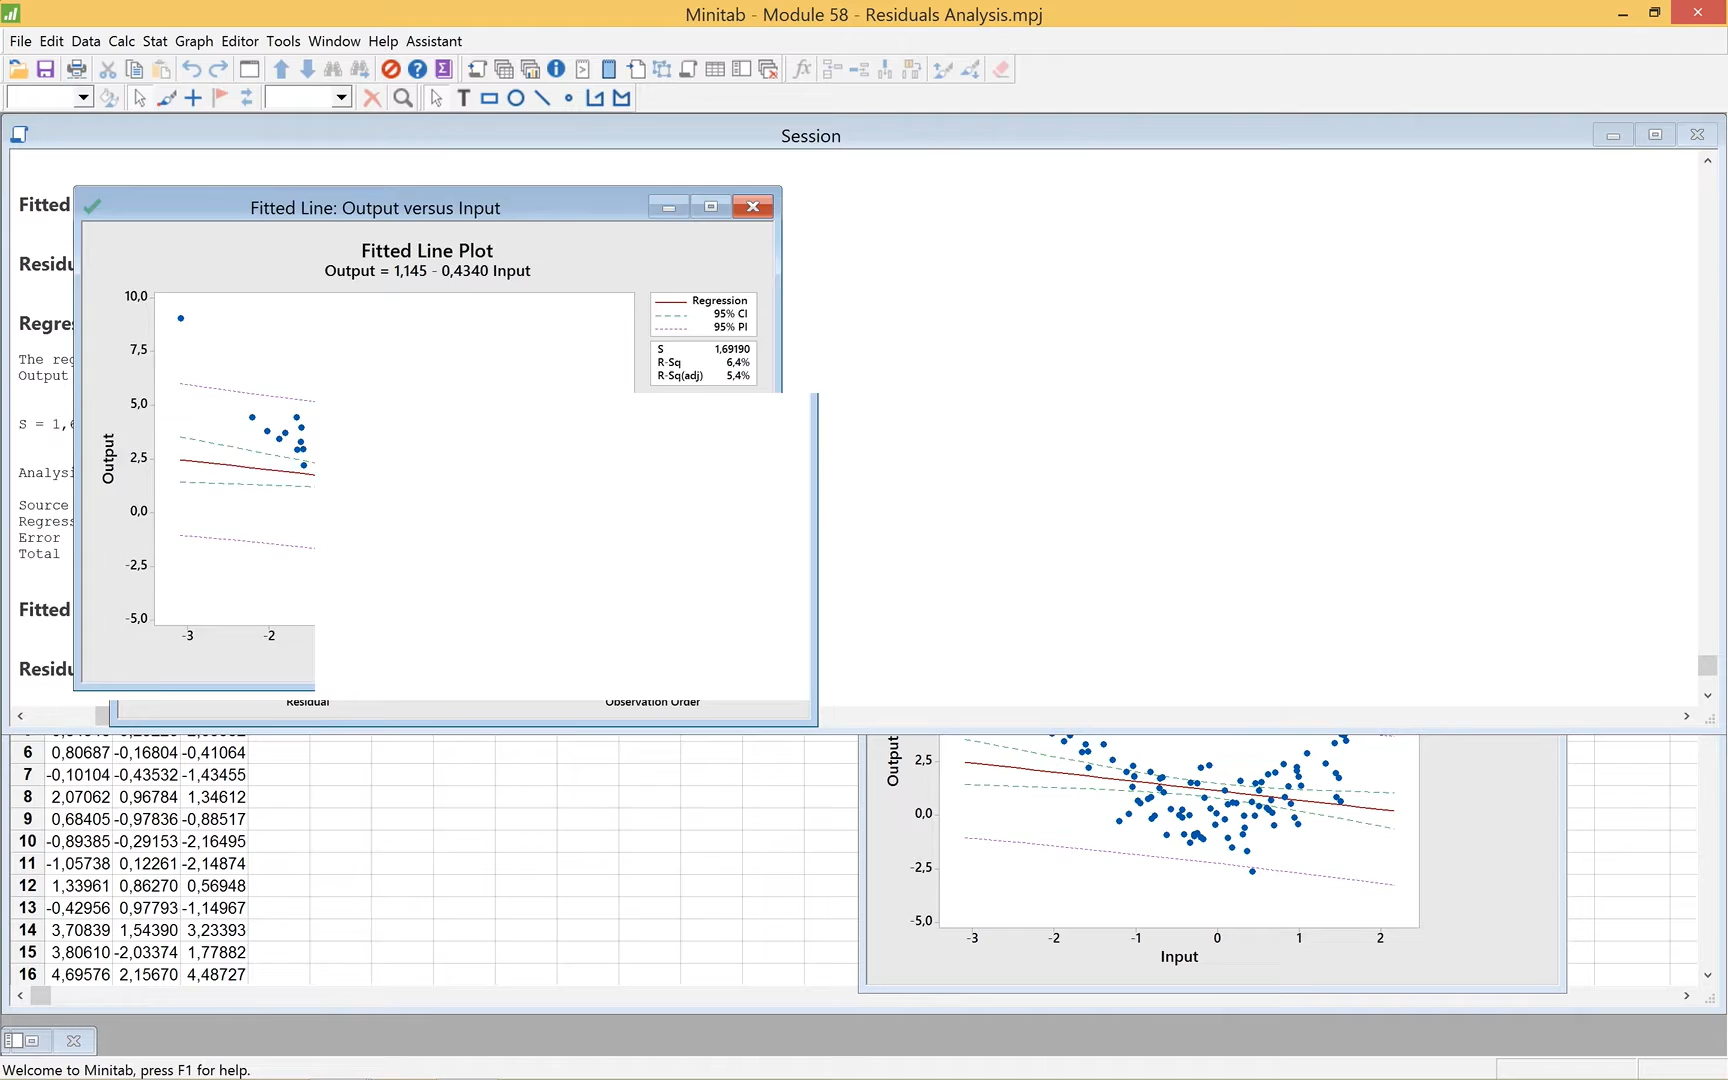 Minitab - Module 58 - Residuals Analysis.mpj
File Edit Data Calc Stat Graph Editor Tools Window Help Assistant
Session
Fitted
Fitted Line: Output versus Input
Fitted Line Plot
Output = 1,145 - 0,4340 Input
Regression
95% CI
95% PI
S 1,69190
R-Sq 6,4%
R-Sq(adj) 5,4%
10,0
7,5
5,0
2,5
0,0
-2,5
-5,0
Output
-3 -2
Residual
Observation Order
The reg
Output
S = 1,6
Analysi
Source
Regress
Error
Total
Fitted
6 0,80687 -0,16804 -0,41064
7 -0,10104 -0,43532 -1,43455
8 2,07062 0,96784 1,34612
9 0,68405 -0,97836 -0,88517
10 -0,89385 -0,29153 -2,16495
11 -1,05738 0,12261 -2,14874
12 1,33961 0,86270 0,56948
13 -0,42956 0,97793 -1,14967
14 3,70839 1,54390 3,23393
15 3,80610 -2,03374 1,77882
16 4,69576 2,15670 4,48727
Output
2,5
0,0
-2,5
-5,0
-3 -2 -1 0 1 2
Input
Welcome to Minitab, press F1 for help.